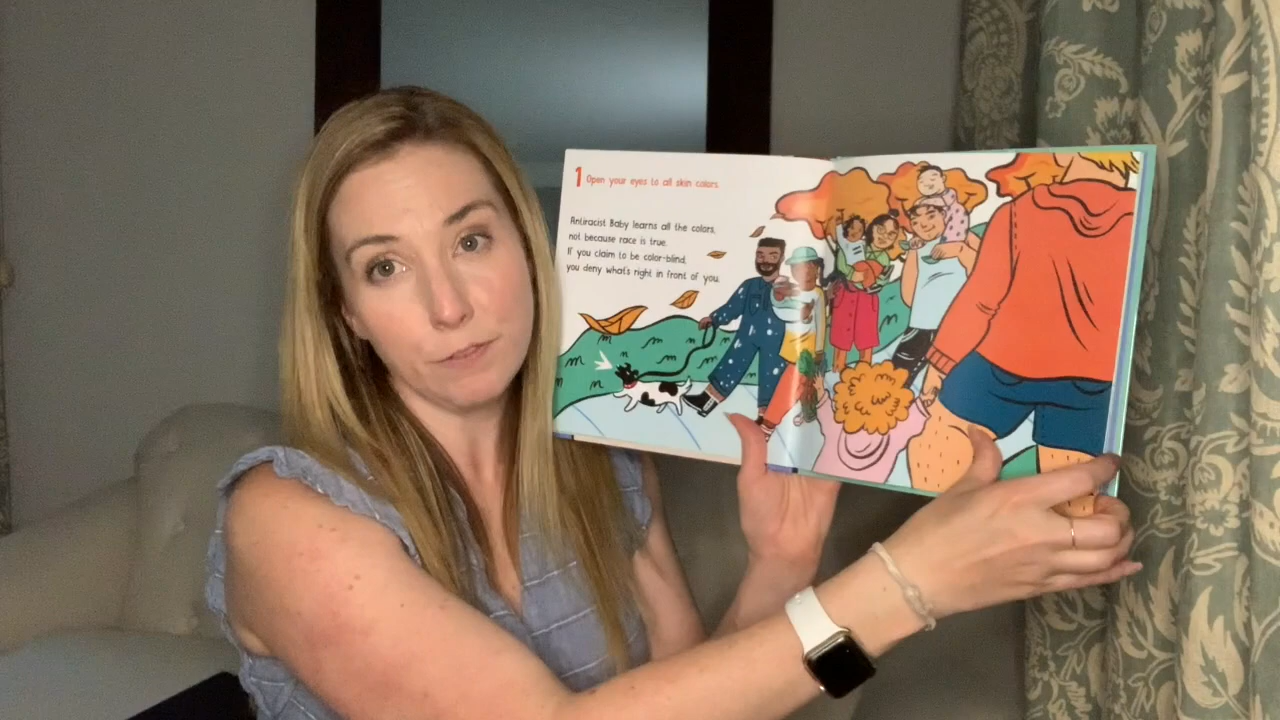 1 Open your eyes to all skin colors.
Antiracist Baby learns all the colors,
not because race is true.
If you claim to be color-blind,
you deny what's right in front of you.